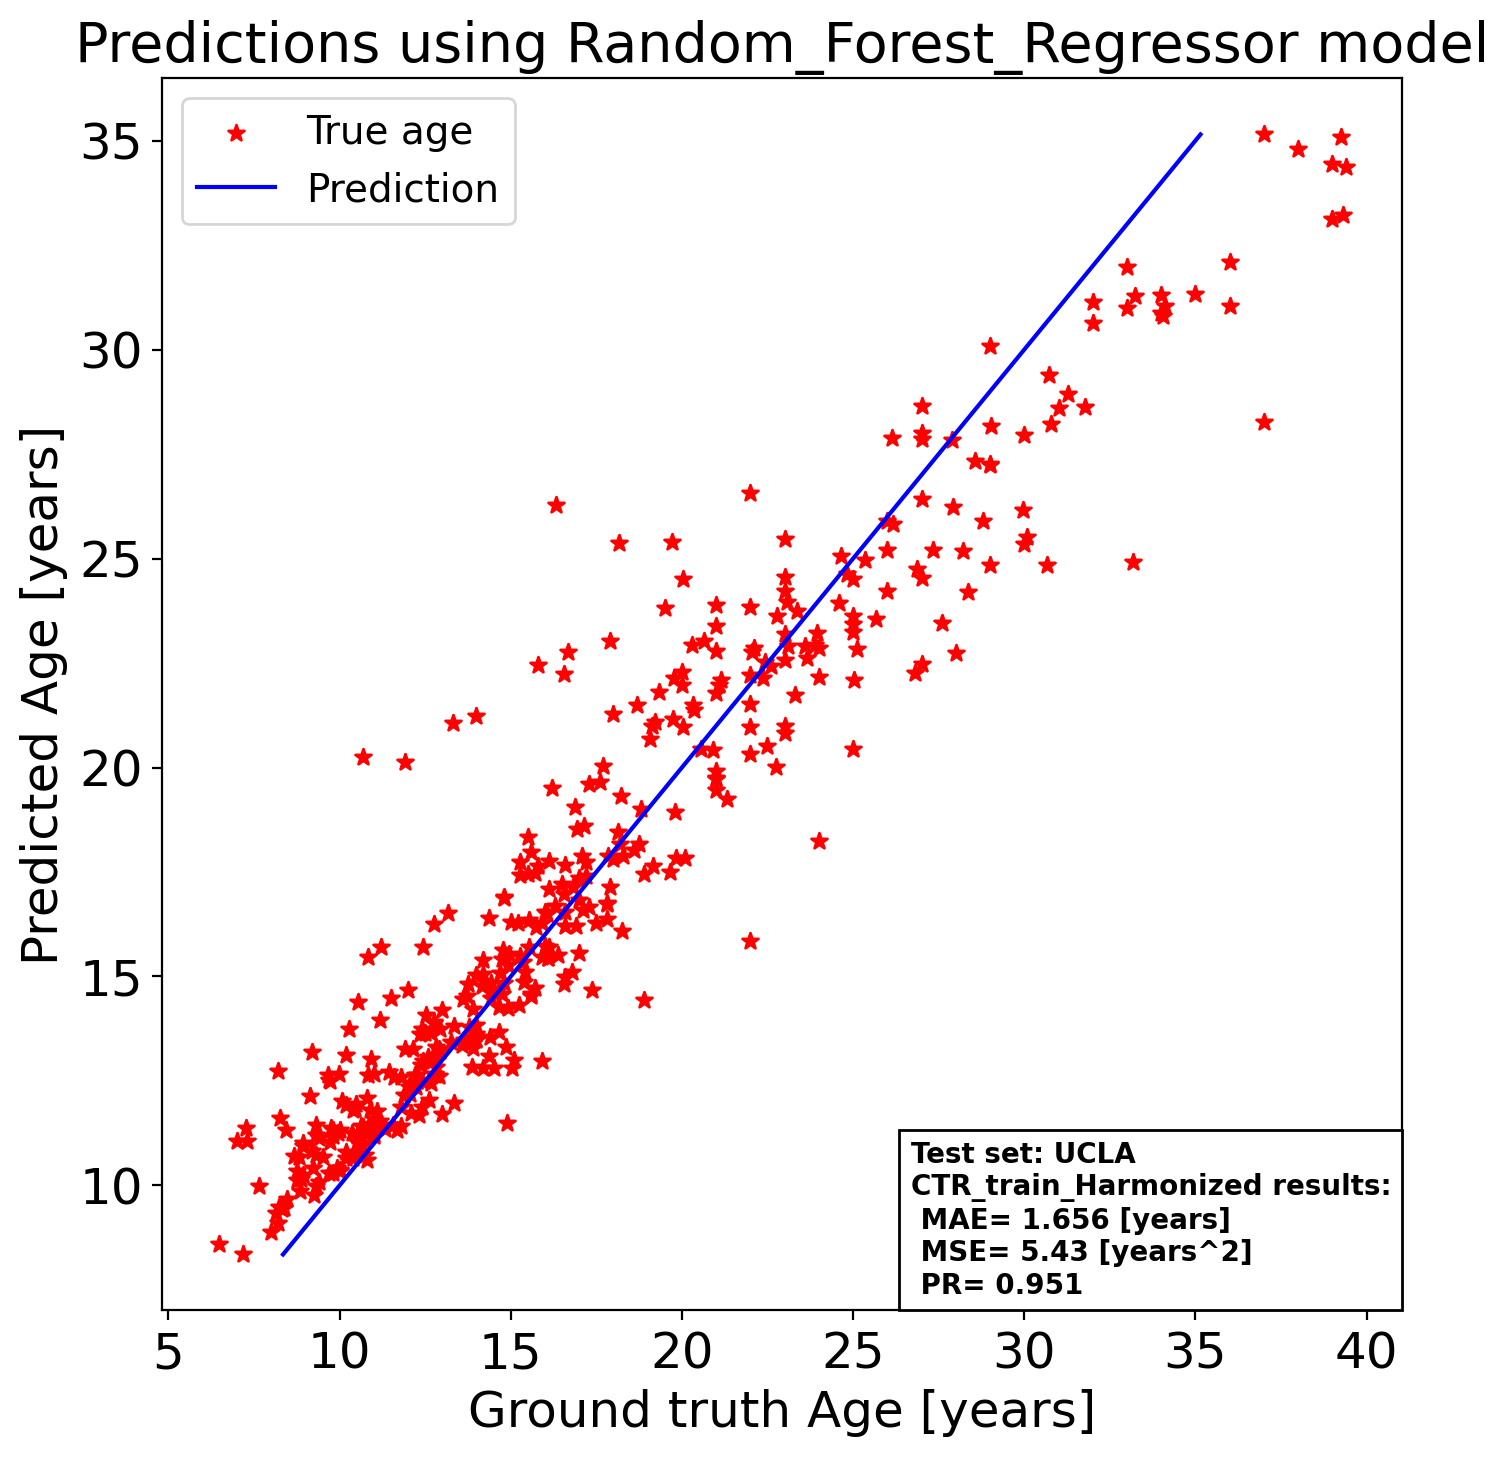 Predictions using Random_Forest_Regressor model
True age
Prediction
Predicted Age [years]
35
30
25
20
15
10
5 10 15 20 25 30 35 40
Ground truth Age [years]
Test set: UCLA
CTR_train_Harmonized results:
MAE= 1.656 [years]
MSE= 5.43 [years^2]
PR= 0.951